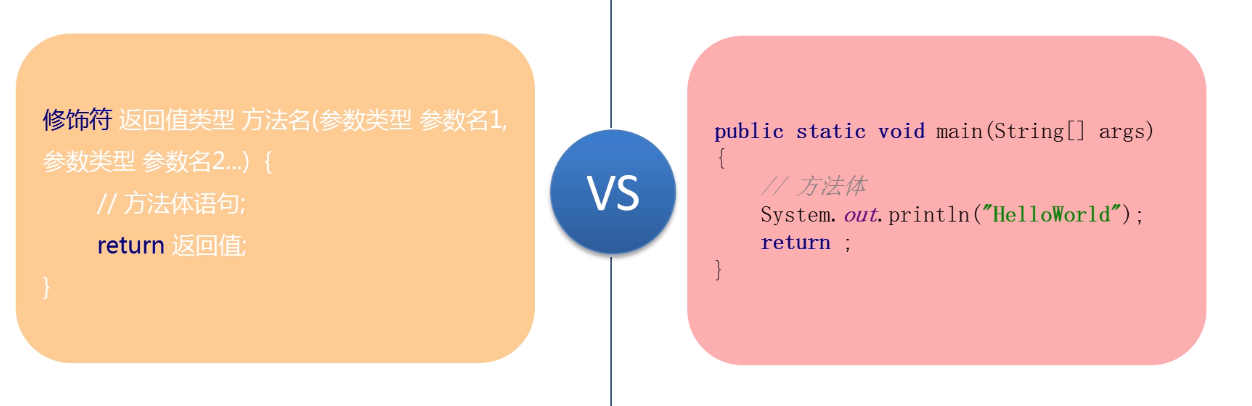 修饰符 返回值类型 方法名(参数类型 参数名1,
参数类型 参数名2...) {
// 方法体语句;
return 返回值;
}
VS
public static void main(String[] args)
{
// 方法体
System.out.println("HelloWorld");
return ;
}